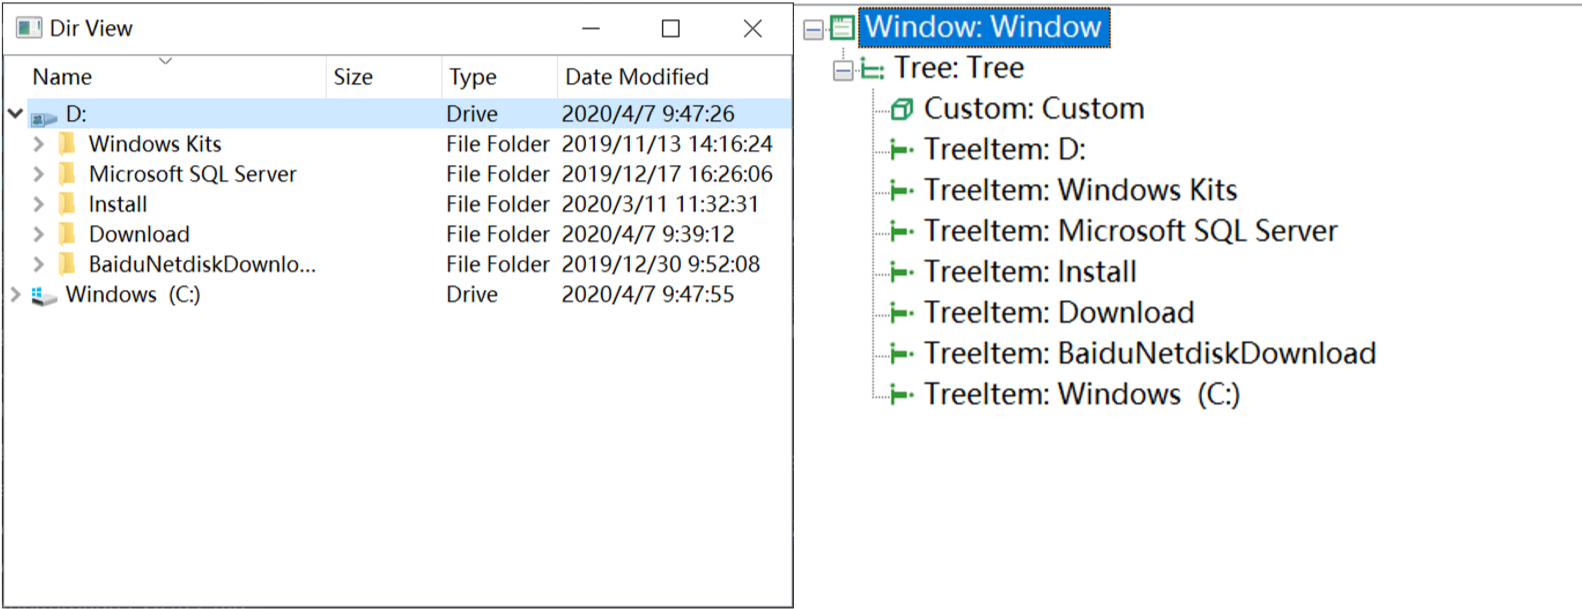 Dir View
Name Size Type Date Modified
D: Drive 2020/4/7 9:47:26
Windows Kits File Folder 2019/11/13 14:16:24
Microsoft SQL Server File Folder 2019/12/17 16:26:06
Install File Folder 2020/3/11 11:32:31
Download File Folder 2020/4/7 9:39:12
BaiduNetdiskDownlo... File Folder 2019/12/30 9:52:08
Windows (C:) Drive 2020/4/7 9:47:55
Window: Window
Tree: Tree
Custom: Custom
TreeItem: D:
TreeItem: Windows Kits
TreeItem: Microsoft SQL Server
TreeItem: Install
TreeItem: Download
TreeItem: BaiduNetdiskDownload
TreeItem: Windows (C:)